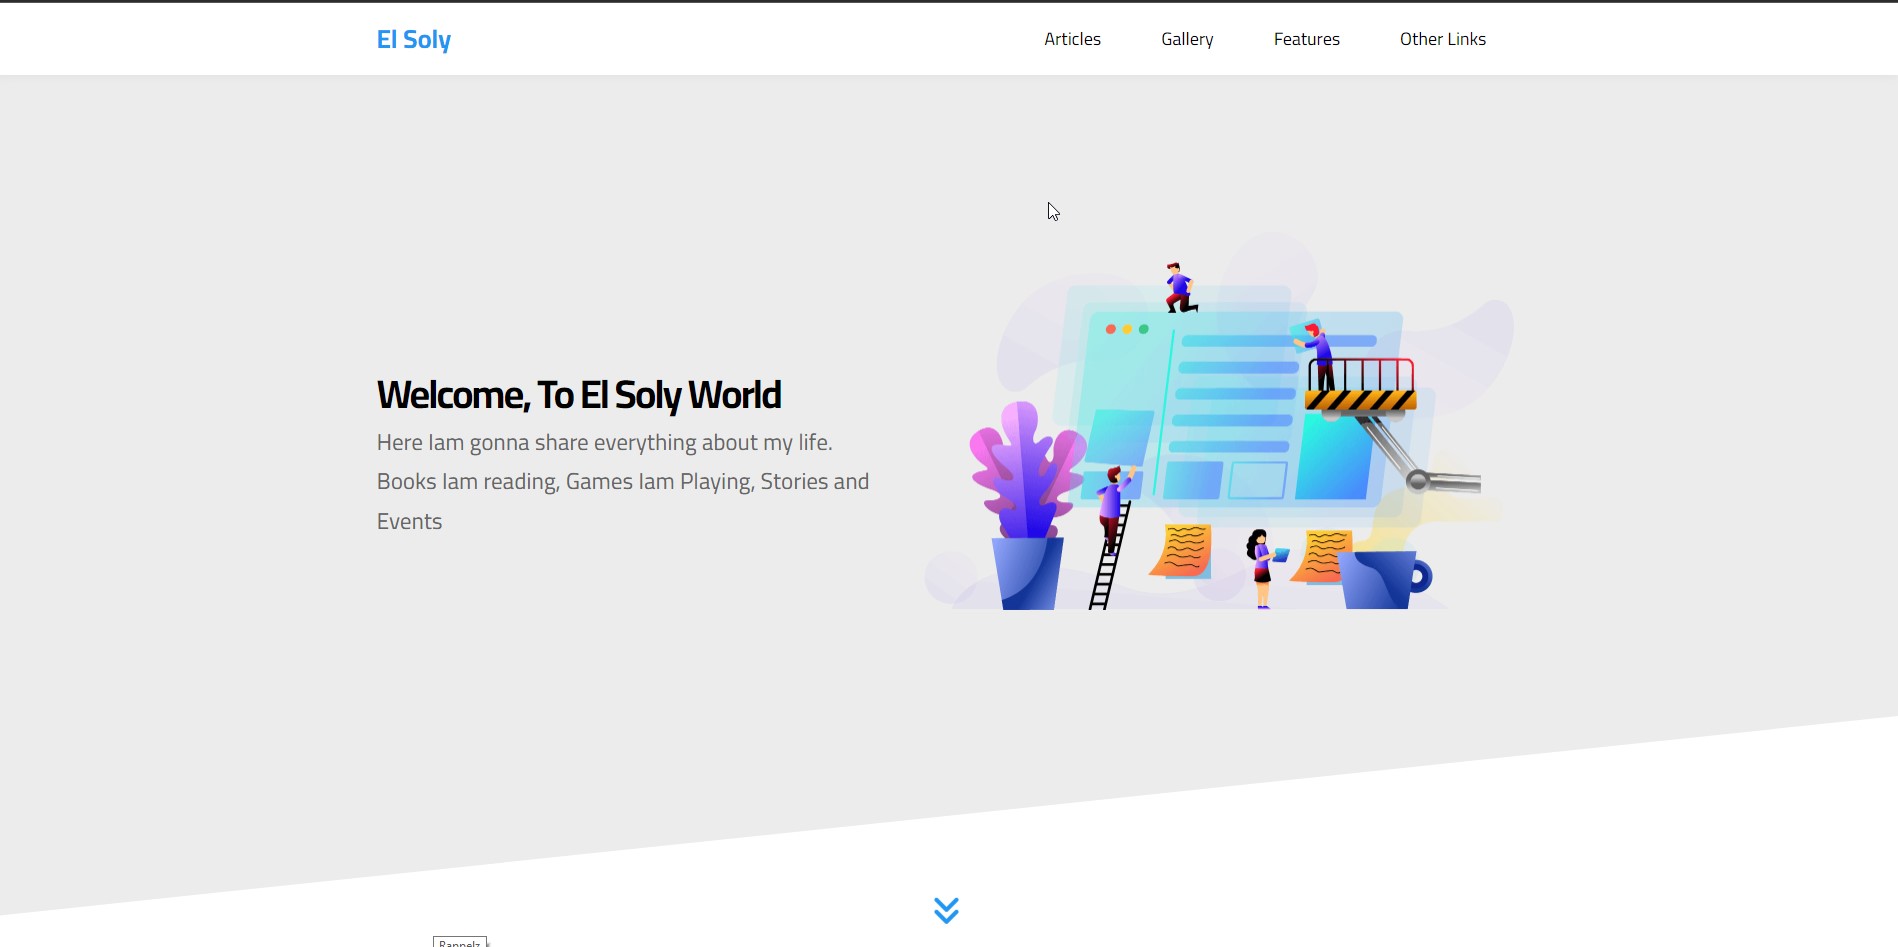 El Soly
Articles Gallery Features Other Links
Welcome, To El Soly World
Here Iam gonna share everything about my life.
Books Iam reading, Games Iam Playing, Stories and
Events